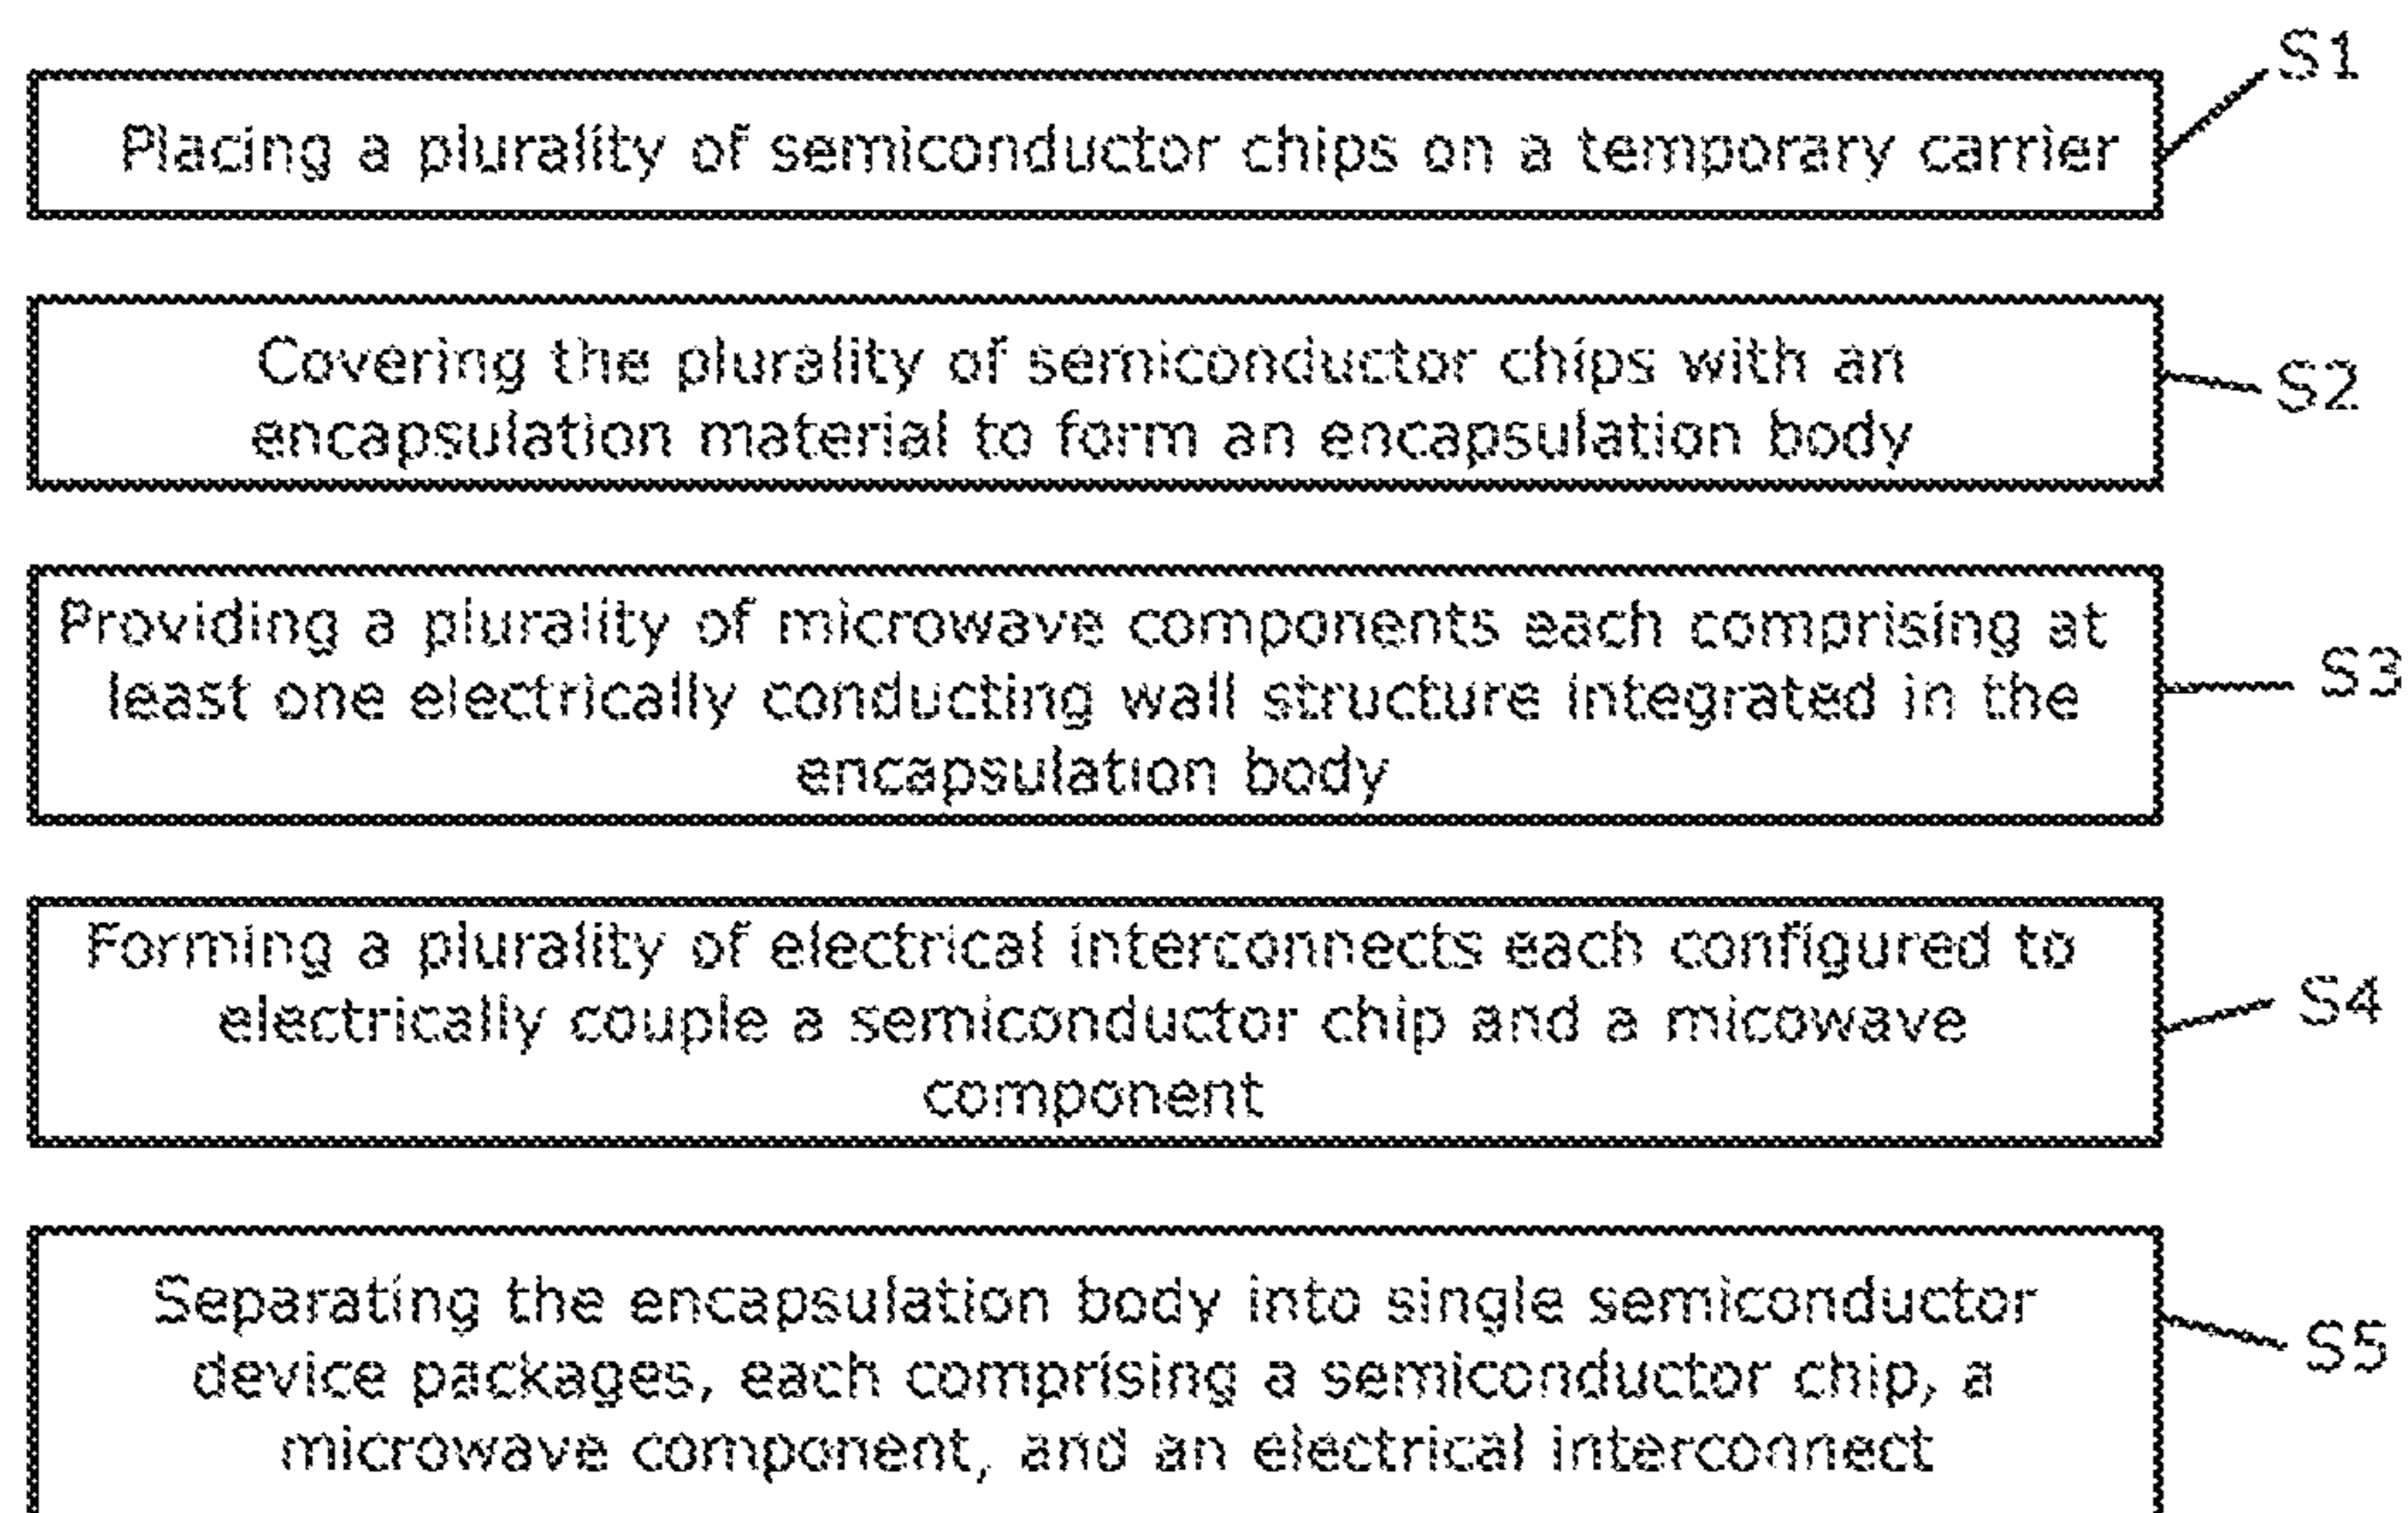 S1
Placing a plurality of semiconductor chips on a temporary carrier
Covering the plurality of semiconductor chips with an
encapsulation material to form an encapsulation body
S2
Providing a plurality of microwave components each comprising at
least one electrically conducting wall structure integrated in the
encapsulation body
S3
Forming a plurality of electrical interconnects each configured to
electrically couple a semiconductor chip and a micowave
component
S4
Separating the encapsulation body into single semiconductor
device packages, each comprising a semiconductor chip, a
microwave component, and an electrical interconnect
S5